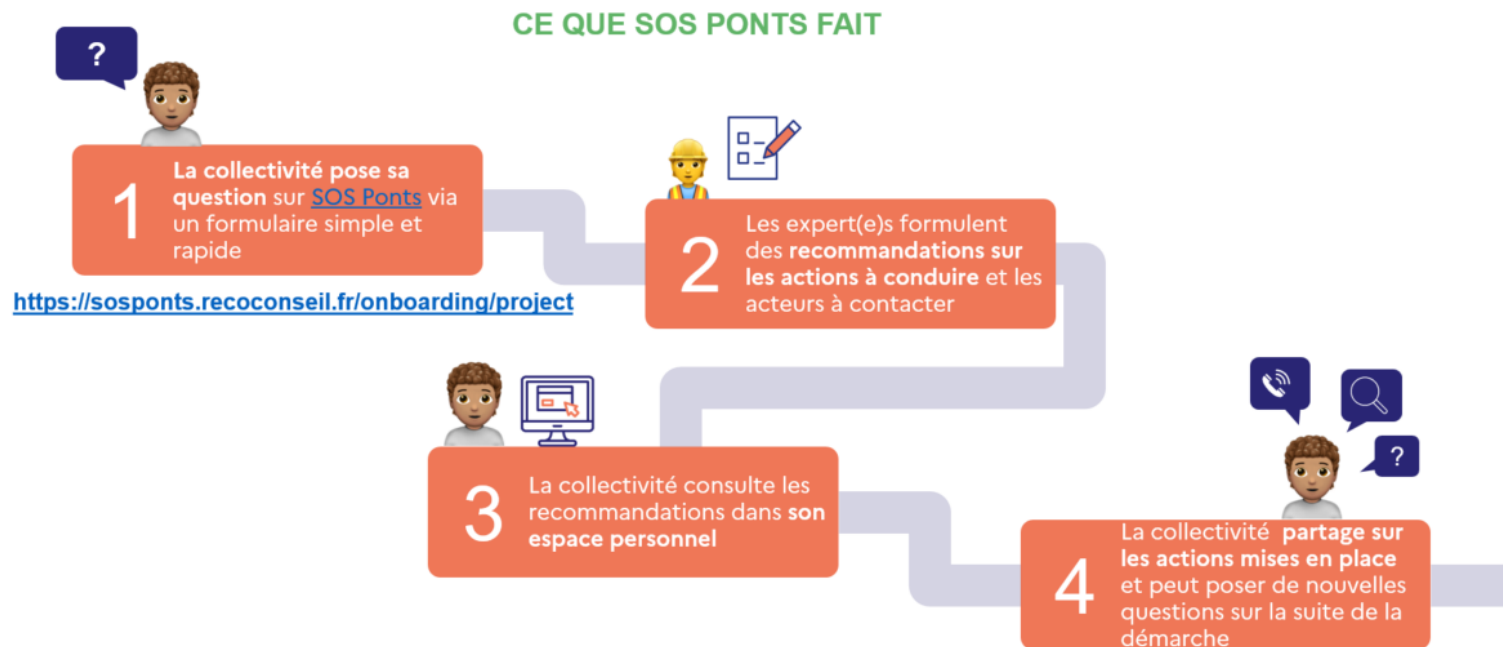 CE QUE SOS PONTS FAIT
?
1
La collectivité pose sa
question sur SOS Ponts via
un formulaire simple et
rapide
https://sosponts.recoconseil.fr/onboarding/project
2
Les expert(e)s formulent
des recommandations sur
les actions à conduire et les
acteurs à contacter
3
La collectivité consulte les
recommandations dans son
espace personnel
?
4
La collectivité partage sur
les actions mises en place
et peut poser de nouvelles
questions sur la suite de la
démarche